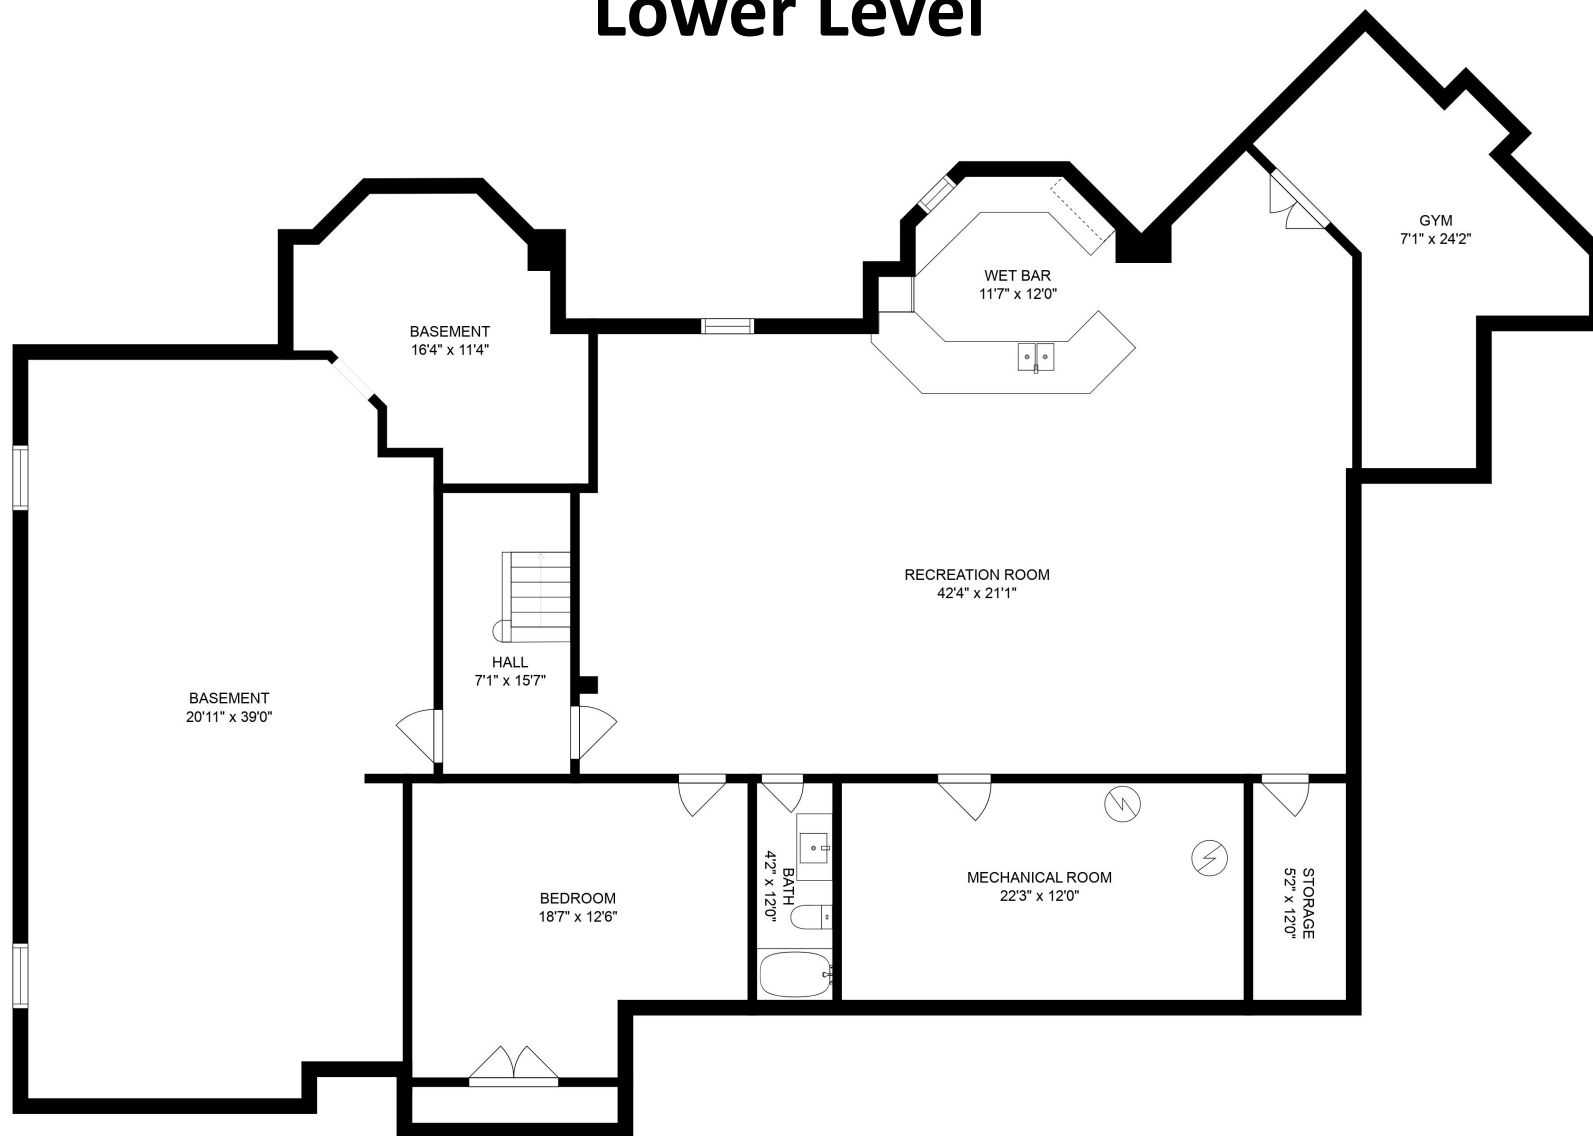 Lower Level
GYM
7'1" x 24'2"
WET BAR
11'7" x 12'0"
BASEMENT
16'4" x 11'4"
RECREATION ROOM
42'4" x 21'1"
HALL
7'1" x 15'7"
BASEMENT
20'11" x 39'0"
BEDROOM
18'7" x 12'6"
BATH
4'2" x 12'0"
MECHANICAL ROOM
22'3" x 12'0"
STORAGE
5'2" x 12'0"